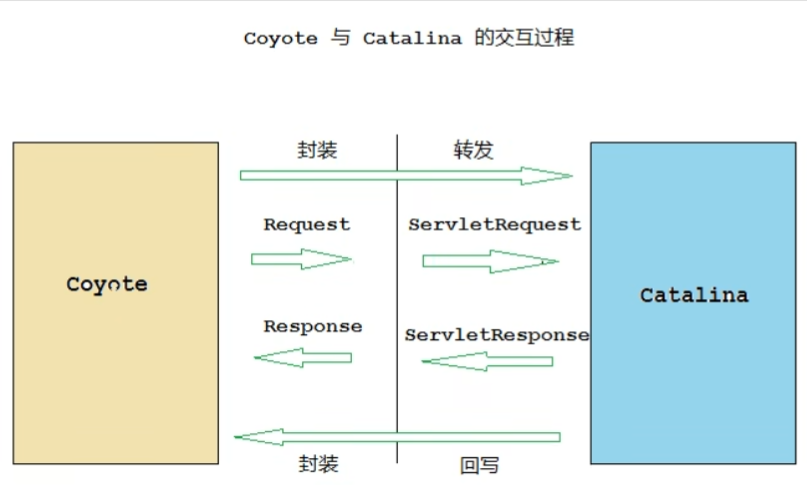 Coyote 与 Catalina 的交互过程
封装 转发
Request ServletRequest
Coyote
Catalina
Response ServletResponse
封装 回写